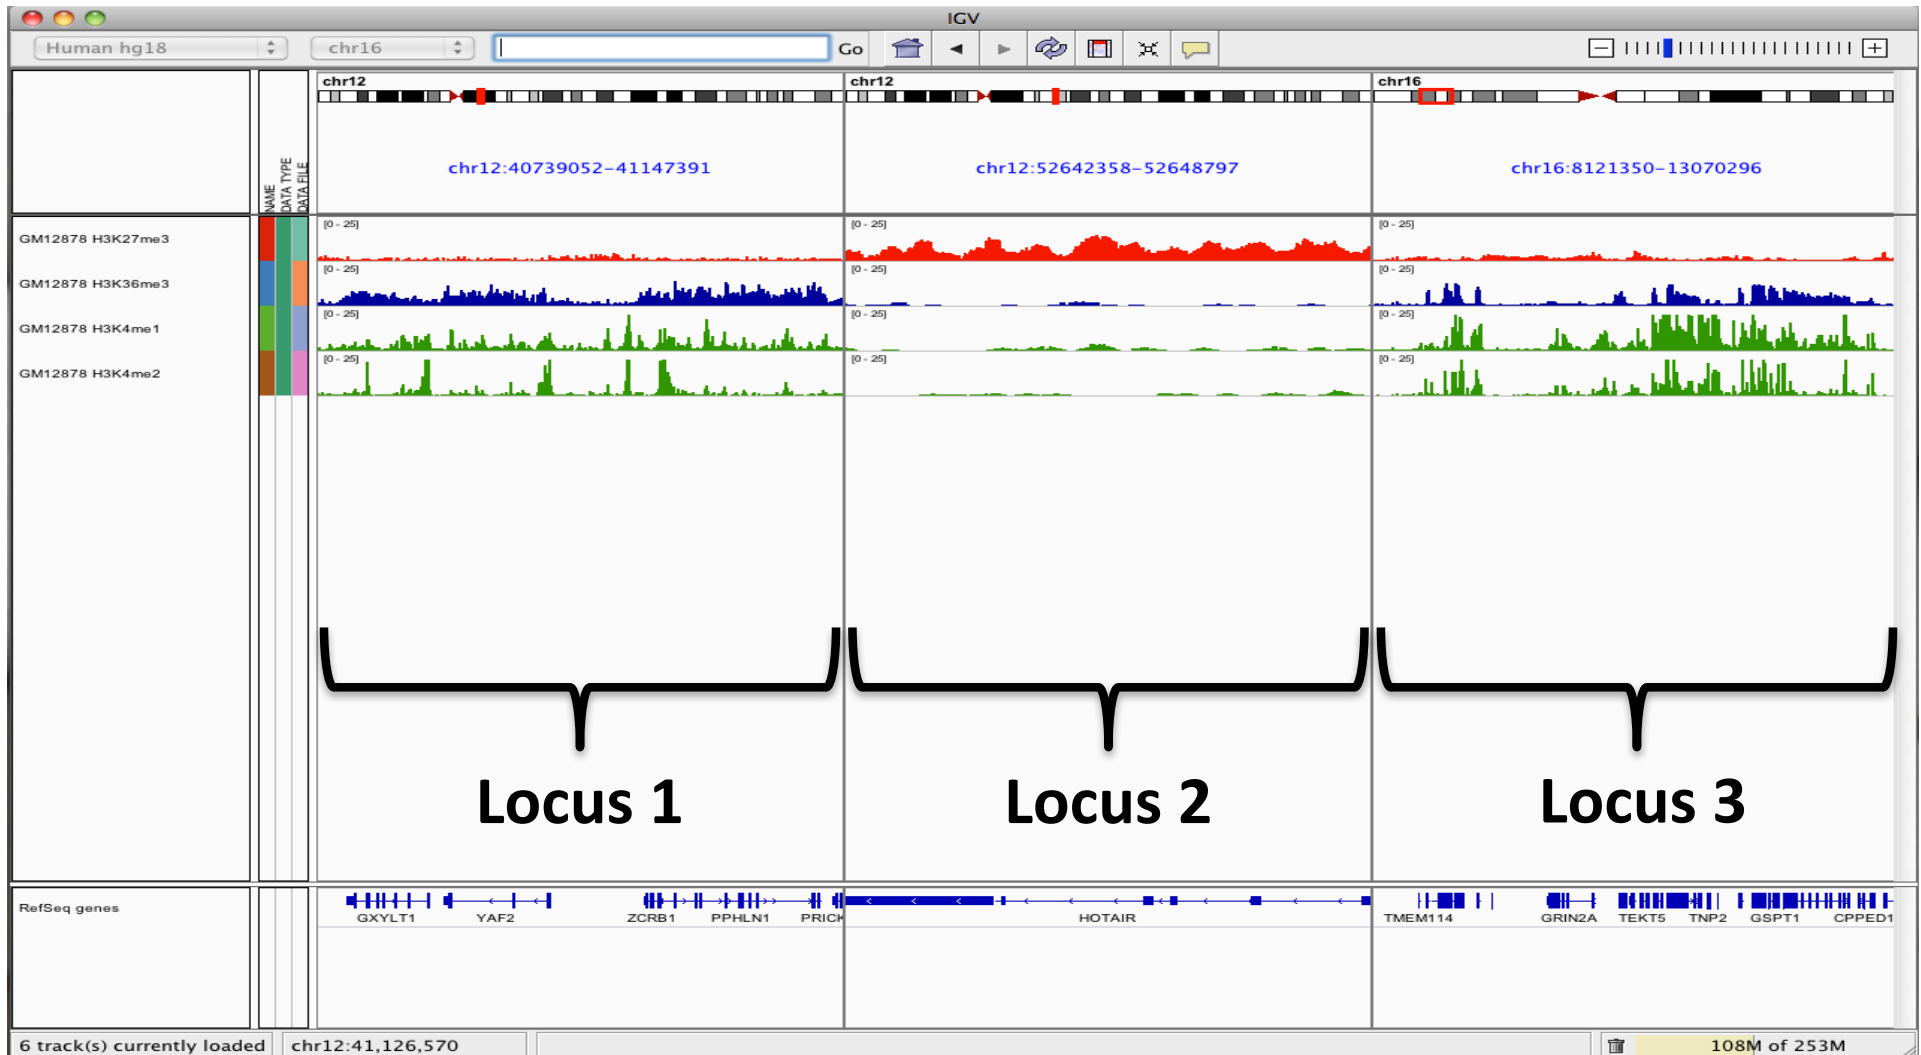 IGV
Human hg18
chr16
Go
chr12
chr12
chr16
NAME
DATA TYPE
DATA FILE
chr12:40739052-41147391
chr12:52642358-52648797
chr16:8121350-13070296
GM12878 H3K27me3
[0 - 25]
[0 - 25]
[0 - 25]
GM12878 H3K36me3
[0 - 25]
[0 - 25]
[0 - 25]
GM12878 H3K4me1
[0 - 25]
[0 - 25]
[0 - 25]
GM12878 H3K4me2
[0 - 25]
[0 - 25]
[0 - 25]
Locus 1
Locus 2
Locus 3
RefSeq genes
GXYLT1 YAF2 ZCRB1 PPHLN1 PRICK
HOTAIR
TMEM114 GRIN2A TEKT5 TNP2 GSPT1 CPPED1
6 track(s) currently loaded
chr12:41,126,570
108M of 253M